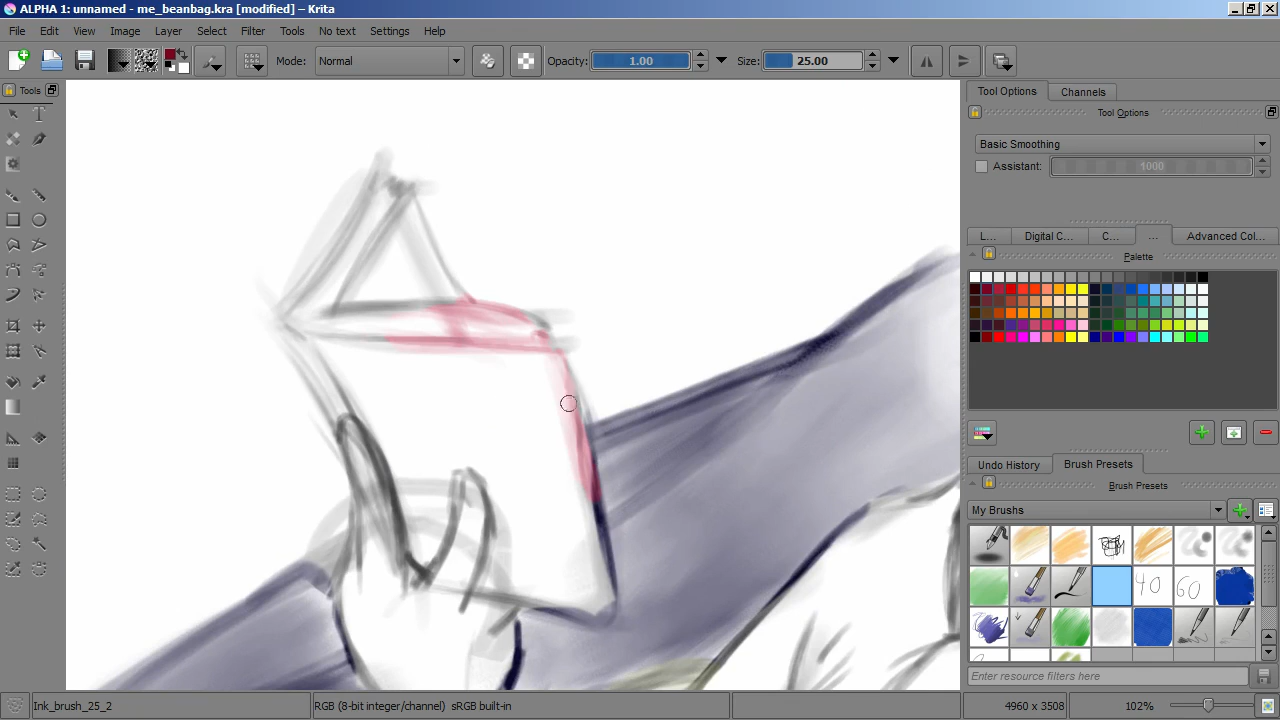 ALPHA 1: unnamed - me_beanbag.kra [modified] – Krita
File Edit View Image Layer Select Filter Tools No text Settings Help
Mode: Normal Opacity: 1.00 Size: 25.00
Tools
Tool Options Channels
Tool Options
Basic Smoothing
Assistant: 1000
L... Digital C... C... ... Advanced Col...
Palette
Undo History Brush Presets
Brush Presets
My Brushes
40 60
Enter resource filters here
Ink_brush_25_2 RGB (8-bit integer/channel) sRGB built-in 4960 x 3508 102%